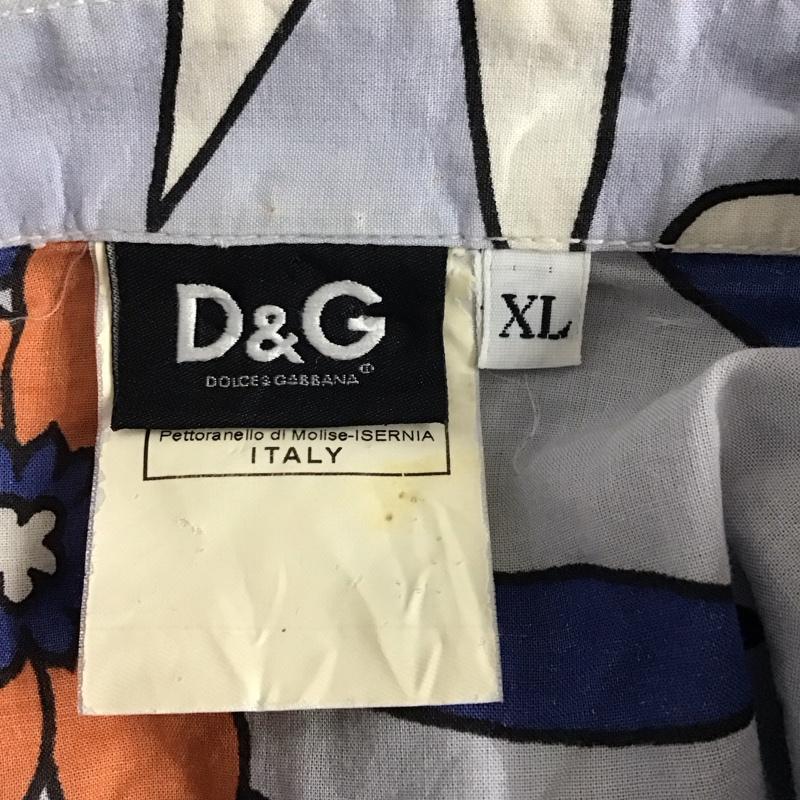 D&G
DOLCE&GABBANA®
XL
Pettoranello di Molise-ISERNIA
ITALY